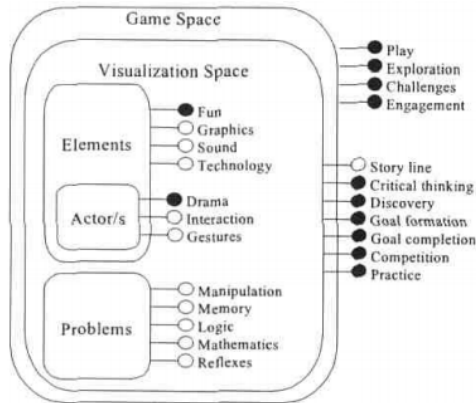 Game Space
Play
Exploration
Challenges
Engagement
Visualization Space
Elements
Fun
Graphics
Sound
Technology
Actor/s
Drama
Interaction
Gestures
Story line
Critical thinking
Discovery
Goal formation
Goal completion
Competition
Practice
Problems
Manipulation
Memory
Logic
Mathematics
Reflexes